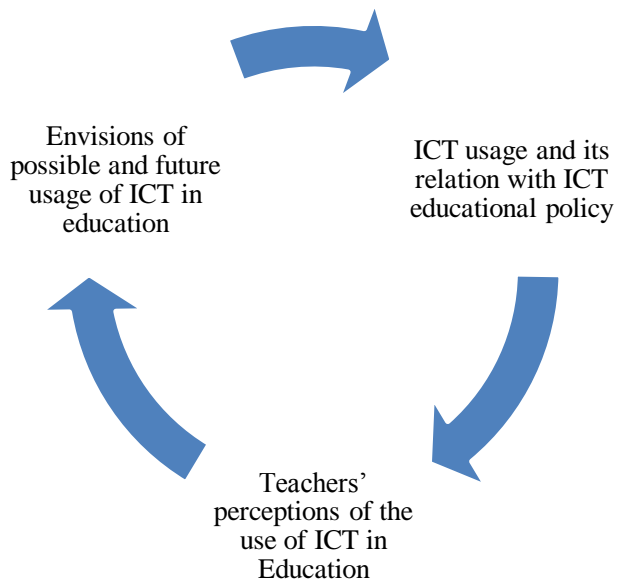 Envisions of
possible and future
usage of ICT in
education
ICT usage and its
relation with ICT
educational policy
Teachers’
perceptions of the
use of ICT in
Education